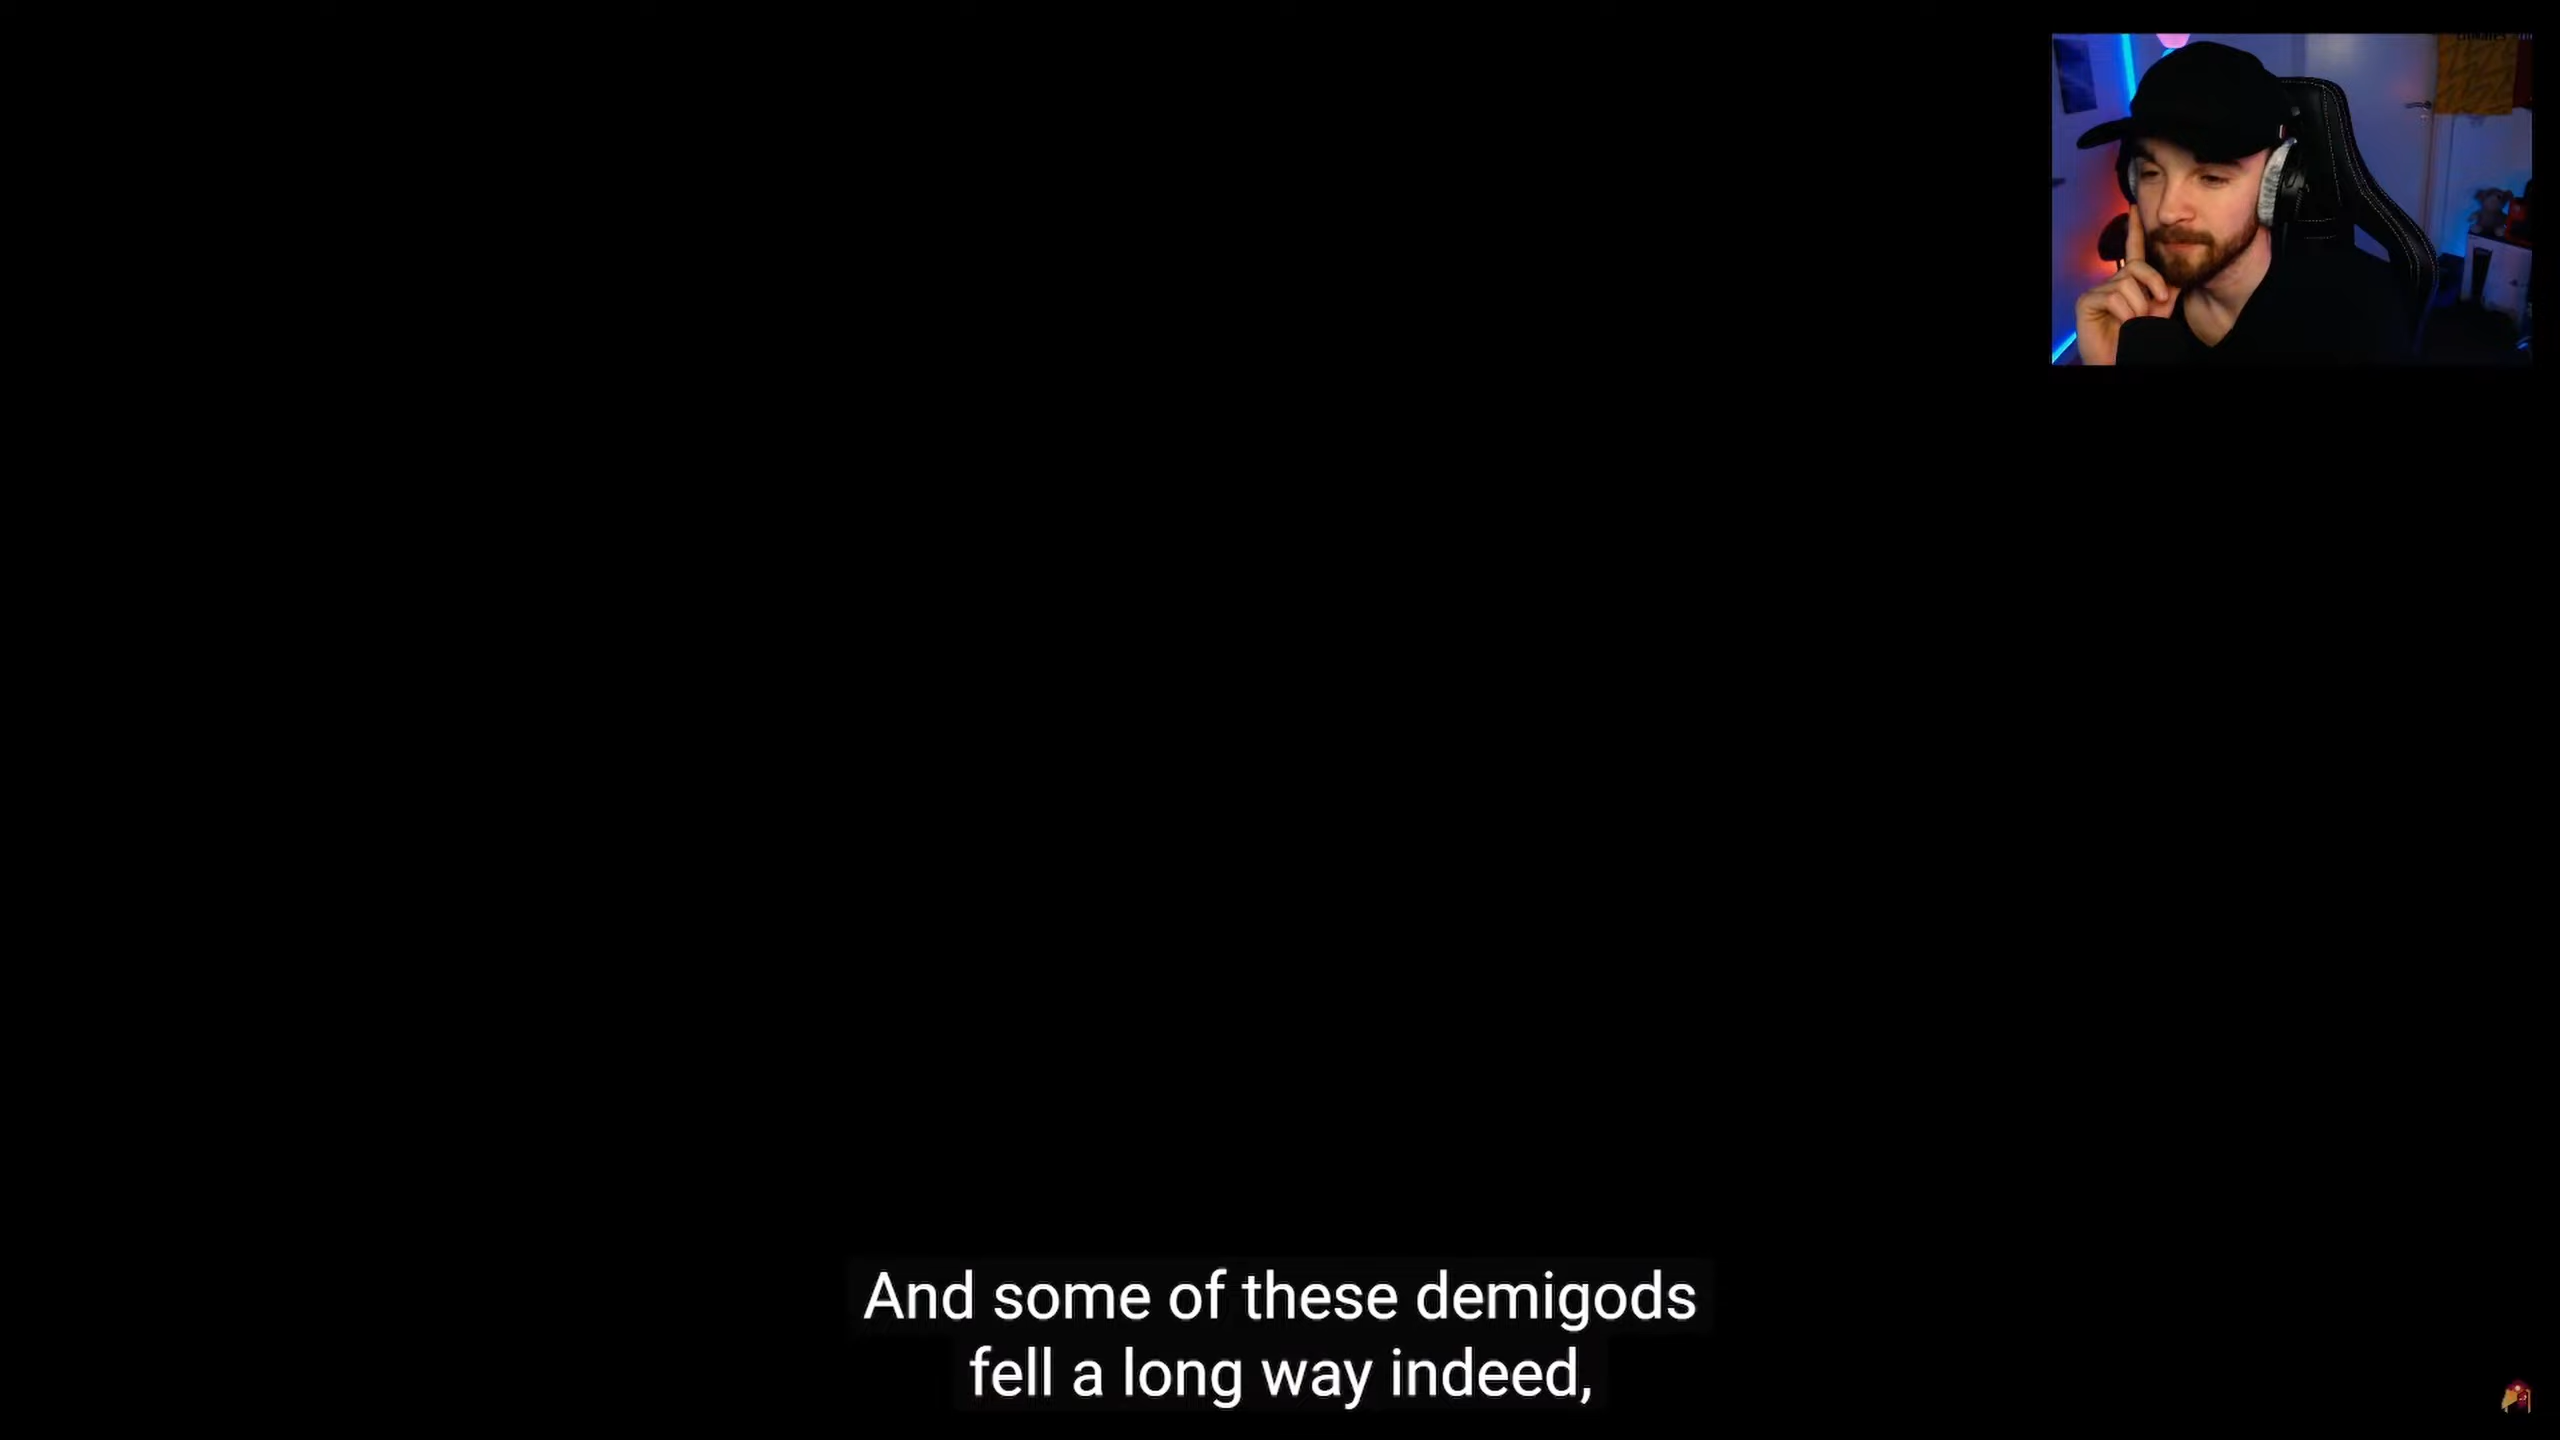 And some of these demigods
fell a long way indeed,